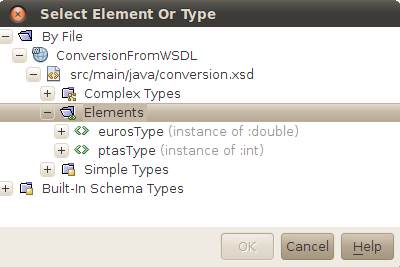 Select Element Or Type
By File
ConversionFromWSDL
src/main/java/conversion.xsd
Complex Types
Elements
eurosType (instance of :double)
ptasType (instance of :int)
Simple Types
Built-In Schema Types
OK Cancel Help